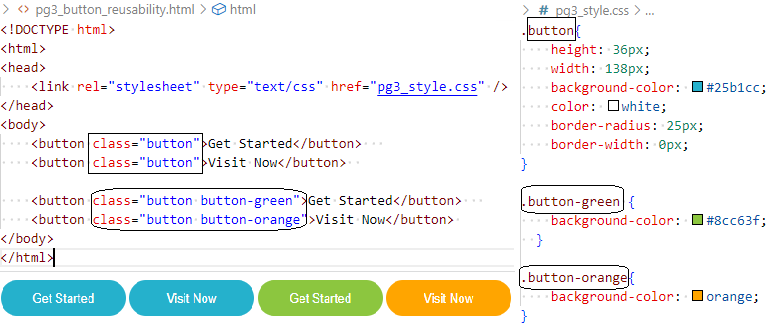 > pg3_button_reusability.html > html
<!DOCTYPE html>
<html>
<head>
    <link rel="stylesheet" type="text/css" href="pg3_style.css" />
</head>
<body>
    <button class="button">Get Started</button>
    <button class="button">Visit Now</button>
    <button class="button button-green">Get Started</button>
    <button class="button button-orange">Visit Now</button>
</body>
</html>
Get Started Visit Now Get Started Visit Now
> # pg3_style.css > ...
.button{
    height: 36px;
    width: 138px;
    background-color: #25b1cc;
    color: white;
    border-radius: 25px;
    border-width: 0px;
}
.button-green {
    background-color: #8cc63f;
  }
.button-orange{
    background-color: orange;
}